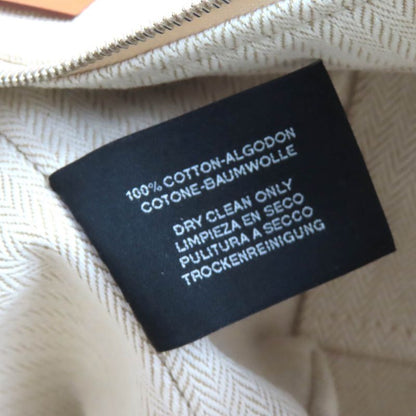 100% COTTON-ALGODON
COTONE-BAUMWOLLE
DRY CLEAN ONLY
LIMPIEZA EN SECO
PULITURA A SECCO
TROCKENREINIGUNG